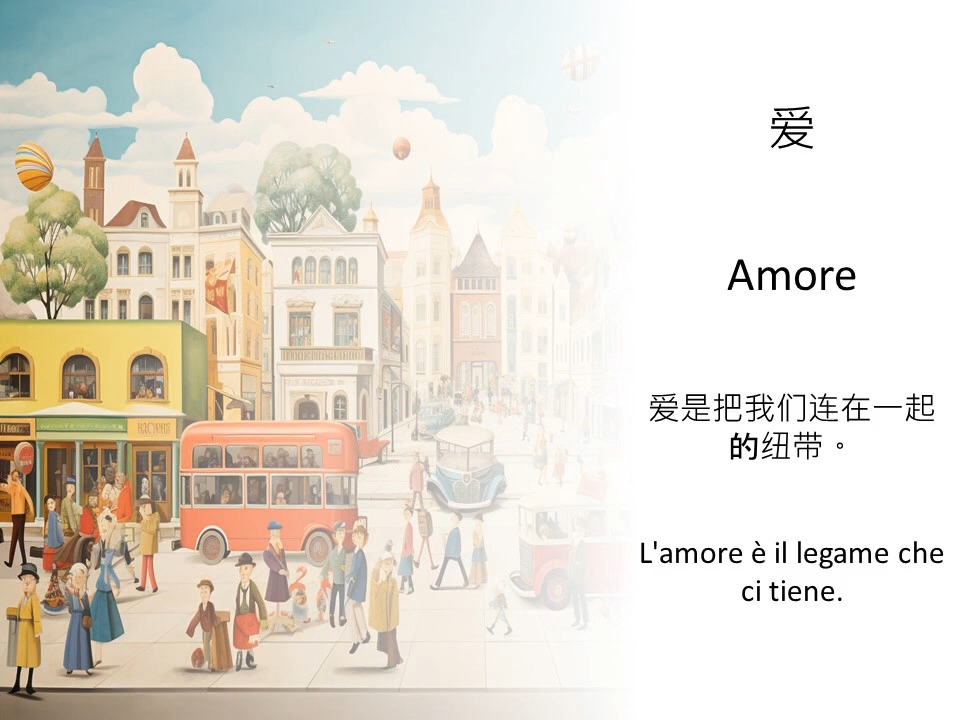 爱
Amore
爱是把我们连在一起
的纽带。
L'amore è il legame che
ci tiene.